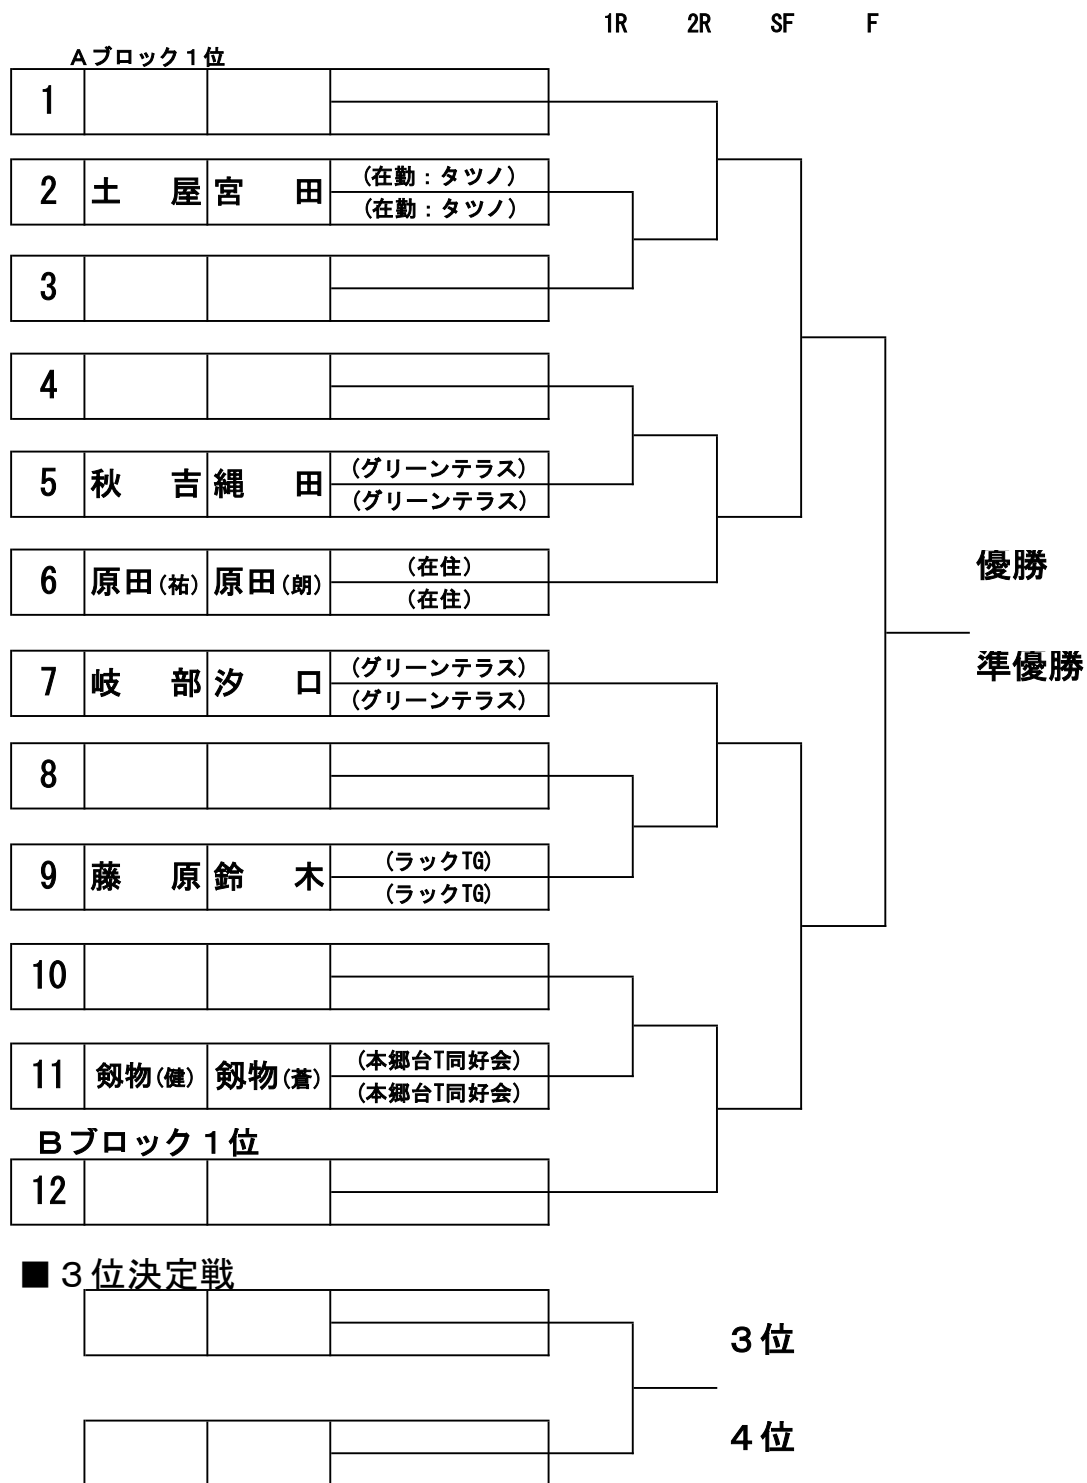 1R 2R SF F
Aブロック1位
1
2 土 屋 宮 田 (在勤：タツノ)
(在勤：タツノ)
3
4
5 秋 吉 縄 田 (グリーンテラス)
(グリーンテラス)
6 原田(祐) 原田(朗) (在住)
(在住)
優勝
7 岐 部 汐 口 (グリーンテラス)
(グリーンテラス)
準優勝
8
9 藤 原 鈴 木 (ラックTG)
(ラックTG)
10
11 剱物(健) 剱物(蒼) (本郷台T同好会)
(本郷台T同好会)
Bブロック1位
12
■３位決定戦
３位
４位